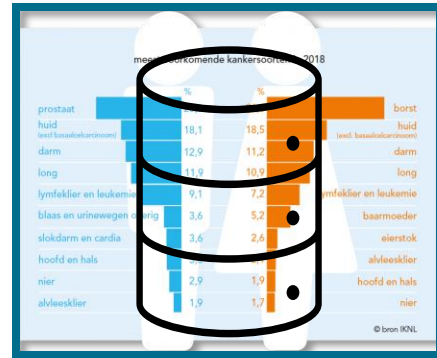 meest voorkomende kankersoorten 2018
% %
prostaat borst
huid 18,1 18,5 huid
(excl. basaalcelcarcinoom) (excl. basaalcelcarcinoom)
darm 12,9 11,2 darm
long 11,9 10,9 long
lymfeklier en leukemie 9,1 7,2 lymfeklier en leukemie
blaas en urinewegen overig 3,6 5,2 baarmoeder
slokdarm en cardia 3,6 2,6 eierstok
hoofd en hals alvleesklier
nier 2,9 1,9 hoofd en hals
alvleesklier 1,9 1,7 nier
© bron IKNL